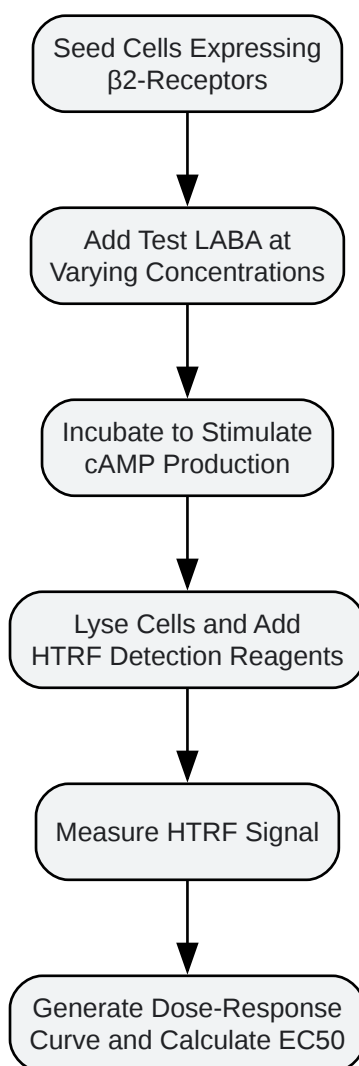 Seed Cells Expressing
β2-Receptors
Add Test LABA at
Varying Concentrations
Incubate to Stimulate
cAMP Production
Lyse Cells and Add
HTRF Detection Reagents
Measure HTRF Signal
Generate Dose-Response
Curve and Calculate EC50